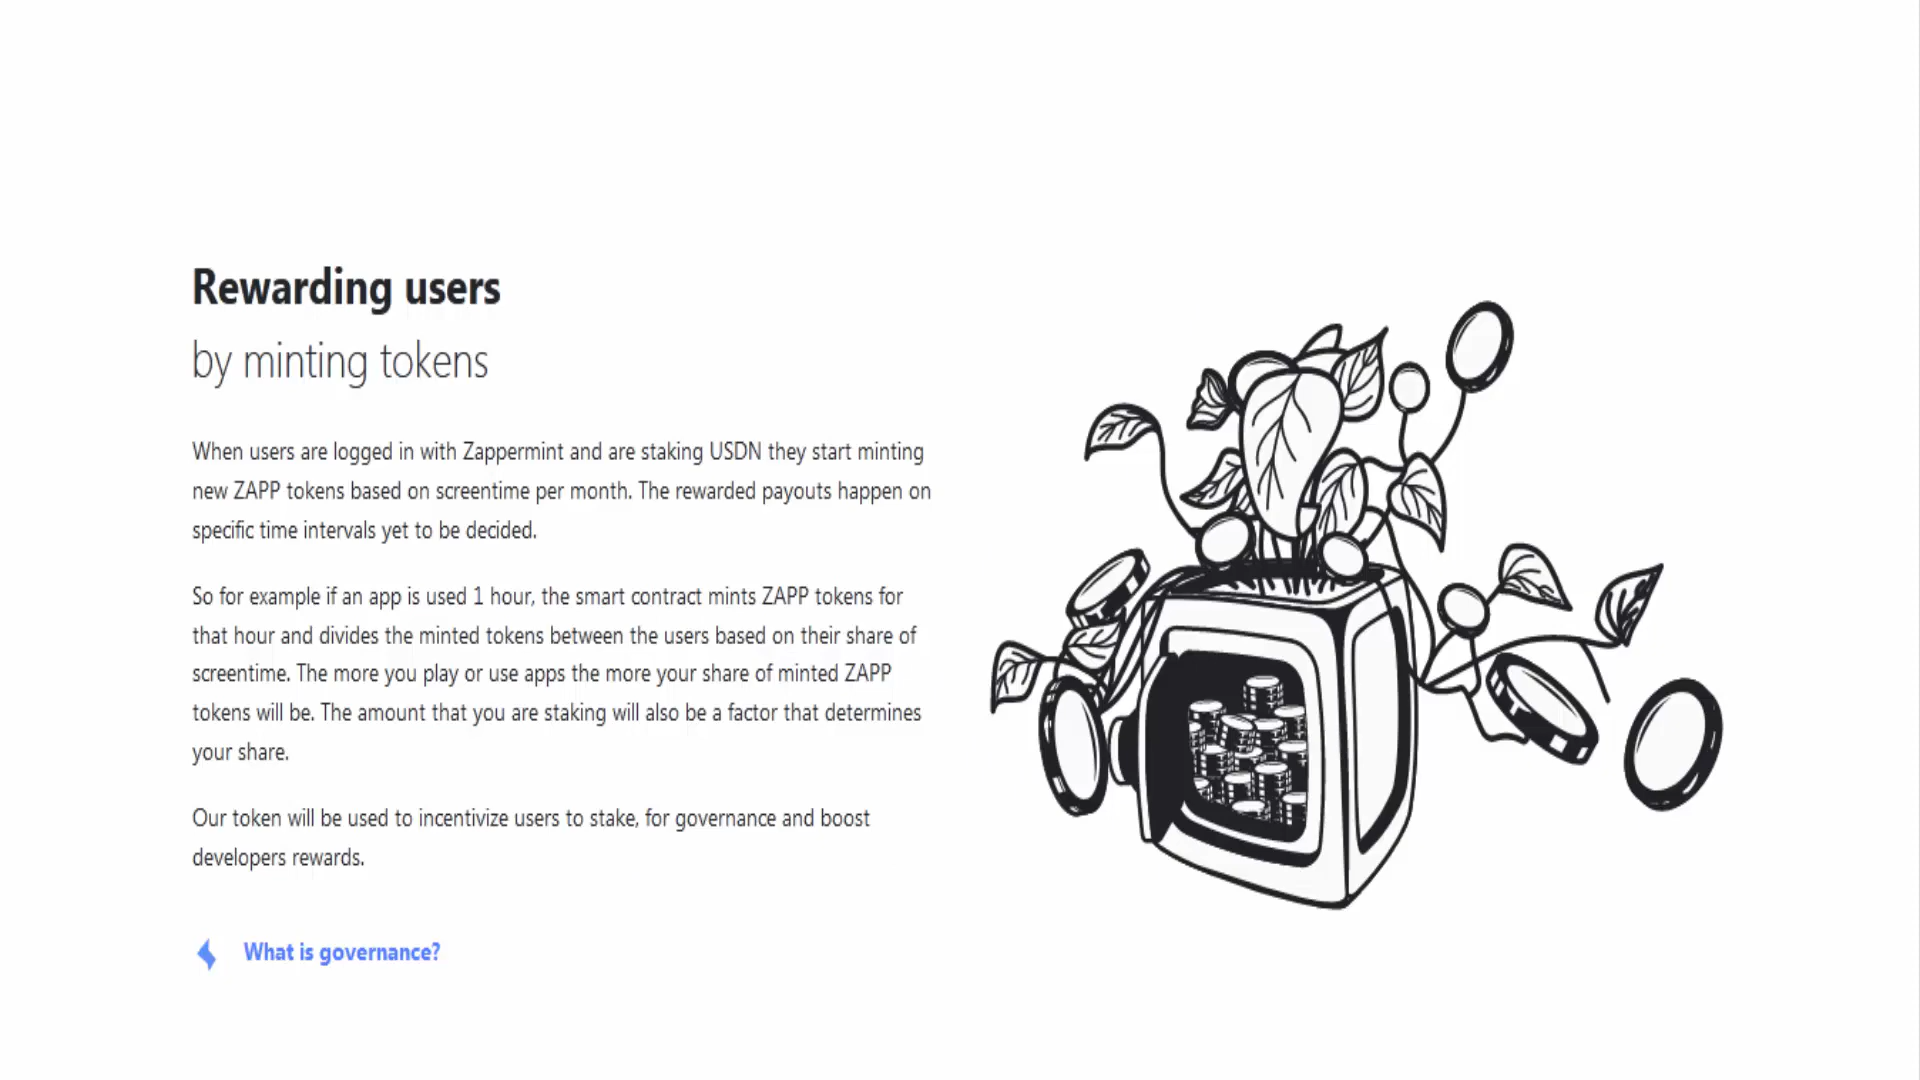 Rewarding users
by minting tokens
When users are logged in with Zappermint and are staking USDN they start minting
new ZAPP tokens based on screentime per month. The rewarded payouts happen on
specific time intervals yet to be decided.
So for example if an app is used 1 hour, the smart contract mints ZAPP tokens for
that hour and divides the minted tokens between the users based on their share of
screentime. The more you play or use apps the more your share of minted ZAPP
tokens will be. The amount that you are staking will also be a factor that determines
your share.
Our token will be used to incentivize users to stake, for governance and boost
developers rewards.
What is governance?